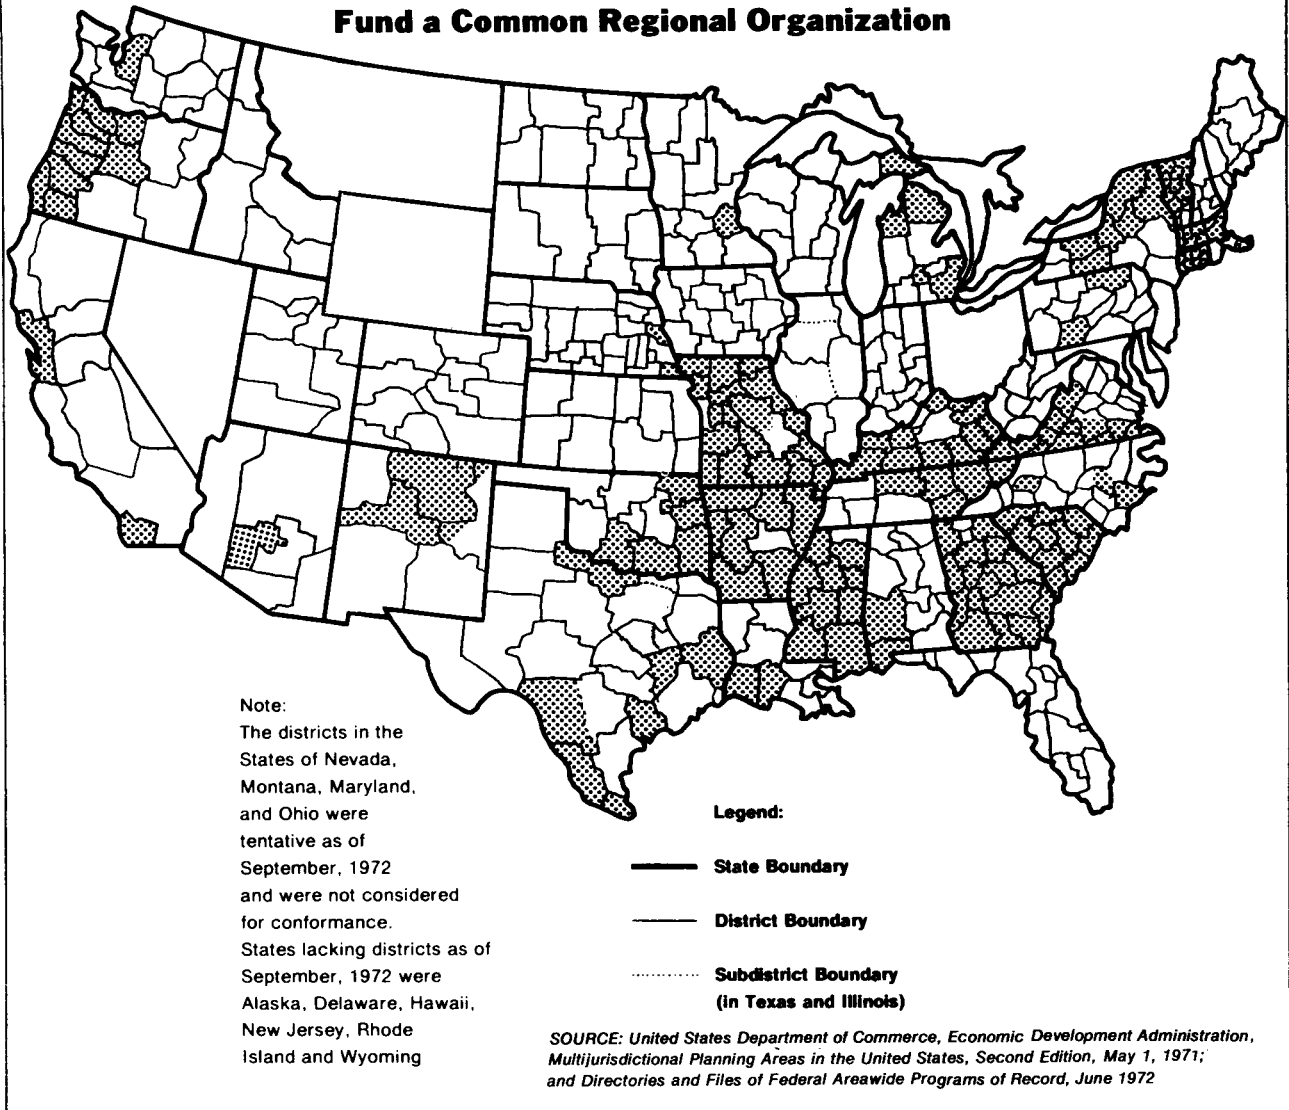 Fund a Common Regional Organization
Note:
The districts in the
States of Nevada,
Montana, Maryland,
and Ohio were
tentative as of
September, 1972
and were not considered
for conformance.
States lacking districts as of
September, 1972 were
Alaska, Delaware, Hawaii,
New Jersey, Rhode
Island and Wyoming
Legend:
State Boundary
District Boundary
Subdistrict Boundary
(in Texas and Illinois)
SOURCE: United States Department of Commerce, Economic Development Administration,
Multijurisdictional Planning Areas in the United States, Second Edition, May 1, 1971;
and Directories and Files of Federal Areawide Programs of Record, June 1972